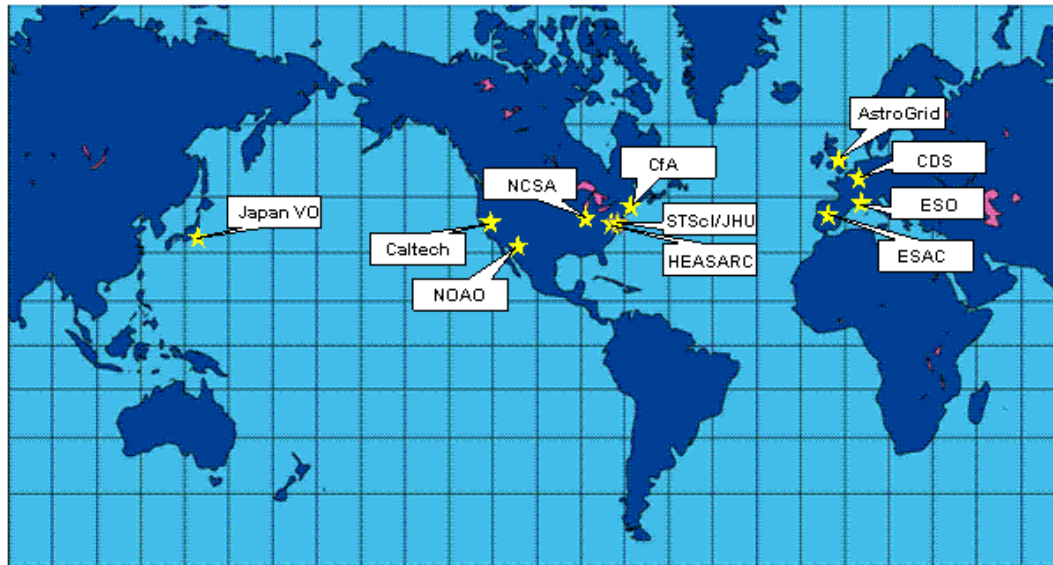 AstroGrid
CfA
CDS
NCSA
Japan VO
STScI/JHU
ESO
Caltech
HEASARC
ESAC
NOAO